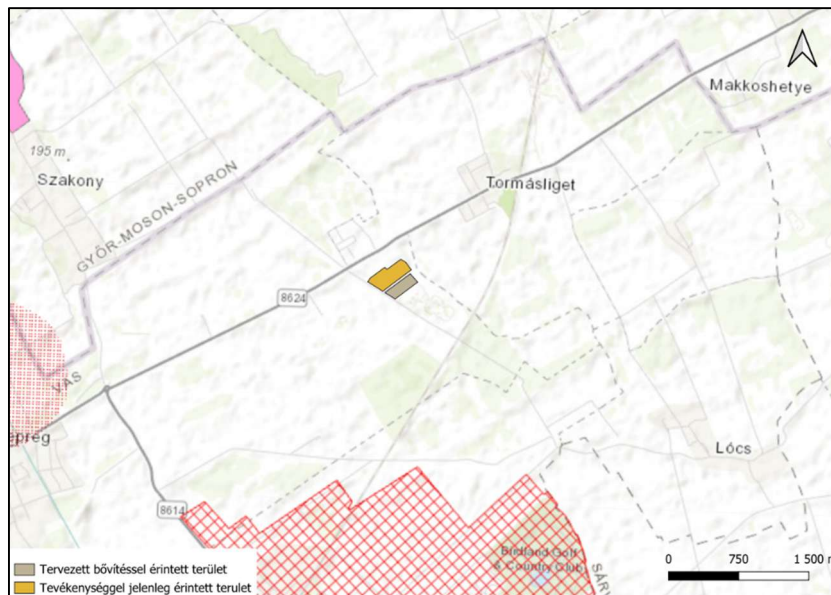 Makkoshetye
195 m
Szakony
Tormásliget
GYŐR-MOSON-SOPRON
8624
VAS
Lócs
8614
Birdland Golf
& Country Club
Tervezett bővítéssel érintett terület
Tevékenységgel jelenleg érintett terulet
0 750 1 500 m